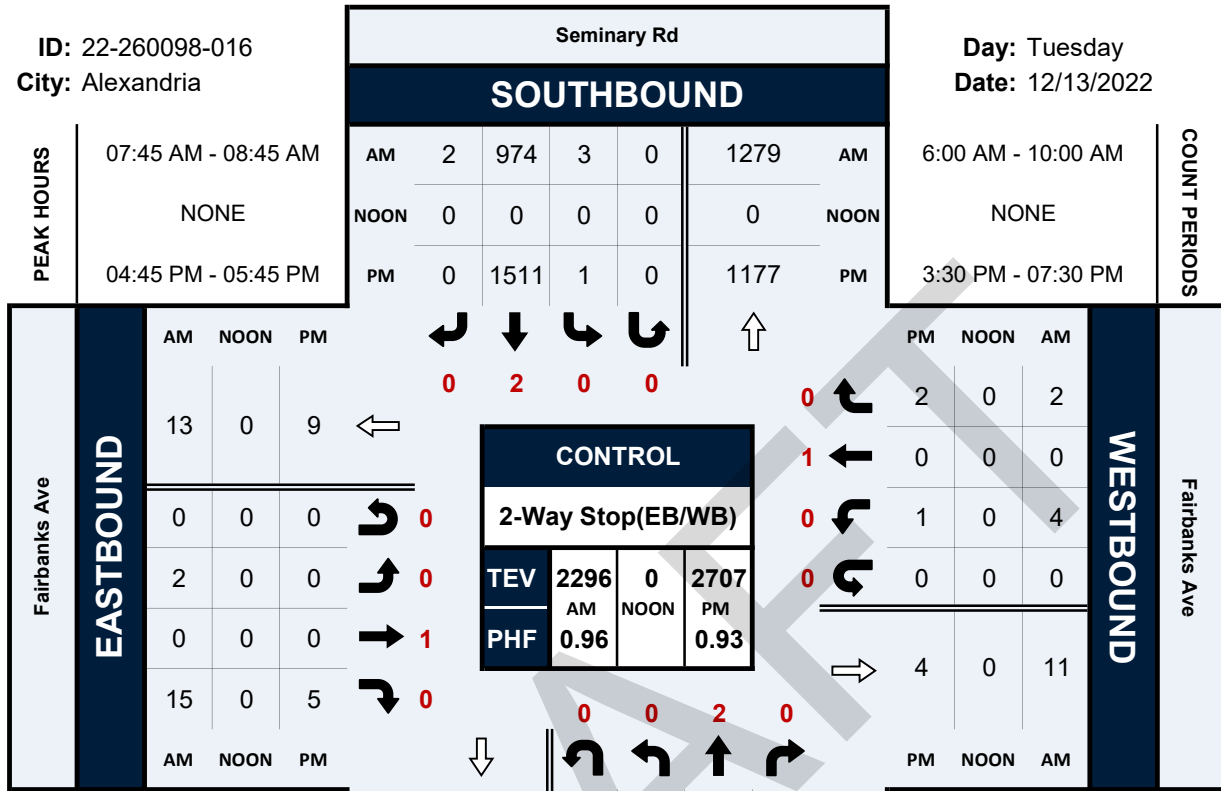 Seminary Rd
ID: 22-260098-016
Day: Tuesday
City: Alexandria
Date: 12/13/2022
SOUTHBOUND
PEAK HOURS
07:45 AM - 08:45 AM
AM 2 974 3 0 1279 AM
6:00 AM - 10:00 AM
COUNT PERIODS
NONE
NOON 0 0 0 0 0 NOON
NONE
04:45 PM - 05:45 PM
PM 0 1511 1 0 1177 PM
3:30 PM - 07:30 PM
Fairbanks Ave
EASTBOUND
AM NOON PM
13 0 9
0 0 0 0
2 0 0 0
0 0 0 1
15 0 5 0
AM NOON PM
0 2 0 0
CONTROL
2-Way Stop(EB/WB)
TEV 2296 0 2707
AM NOON PM
PHF 0.96 0.93
0 0 2 0
PM NOON AM
0 2 0 2
1 0 0 0
0 1 0 4
0 0 0 0
4 0 11
PM NOON AM
WESTBOUND
Fairbanks Ave
AFT